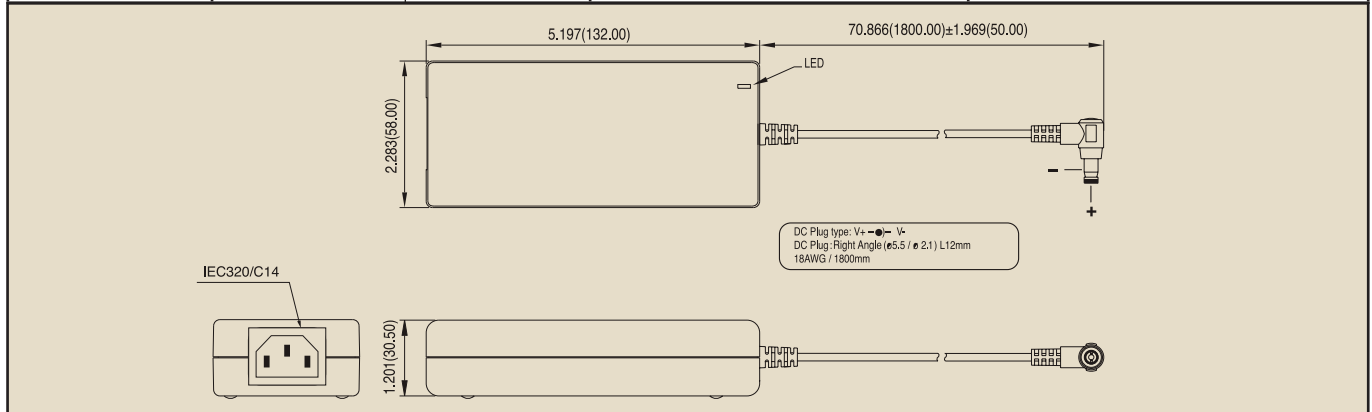 5.197(132.00)
70.866(1800.00)±1.969(50.00)
LED
2.283(58.00)
-
+
DC Plug type: V+ -●)- V-
DC Plug:Right Angle (ø5.5 / ø 2.1) L12mm
18AWG / 1800mm
IEC320/C14
1.201(30.50)